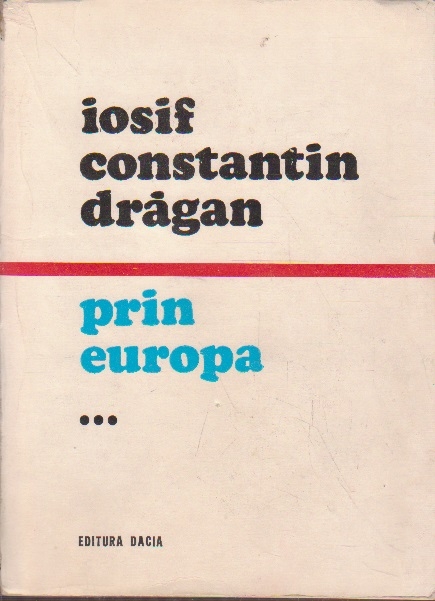 iosif
constantin
drăgan
prin
europa
•••
EDITURA DACIA